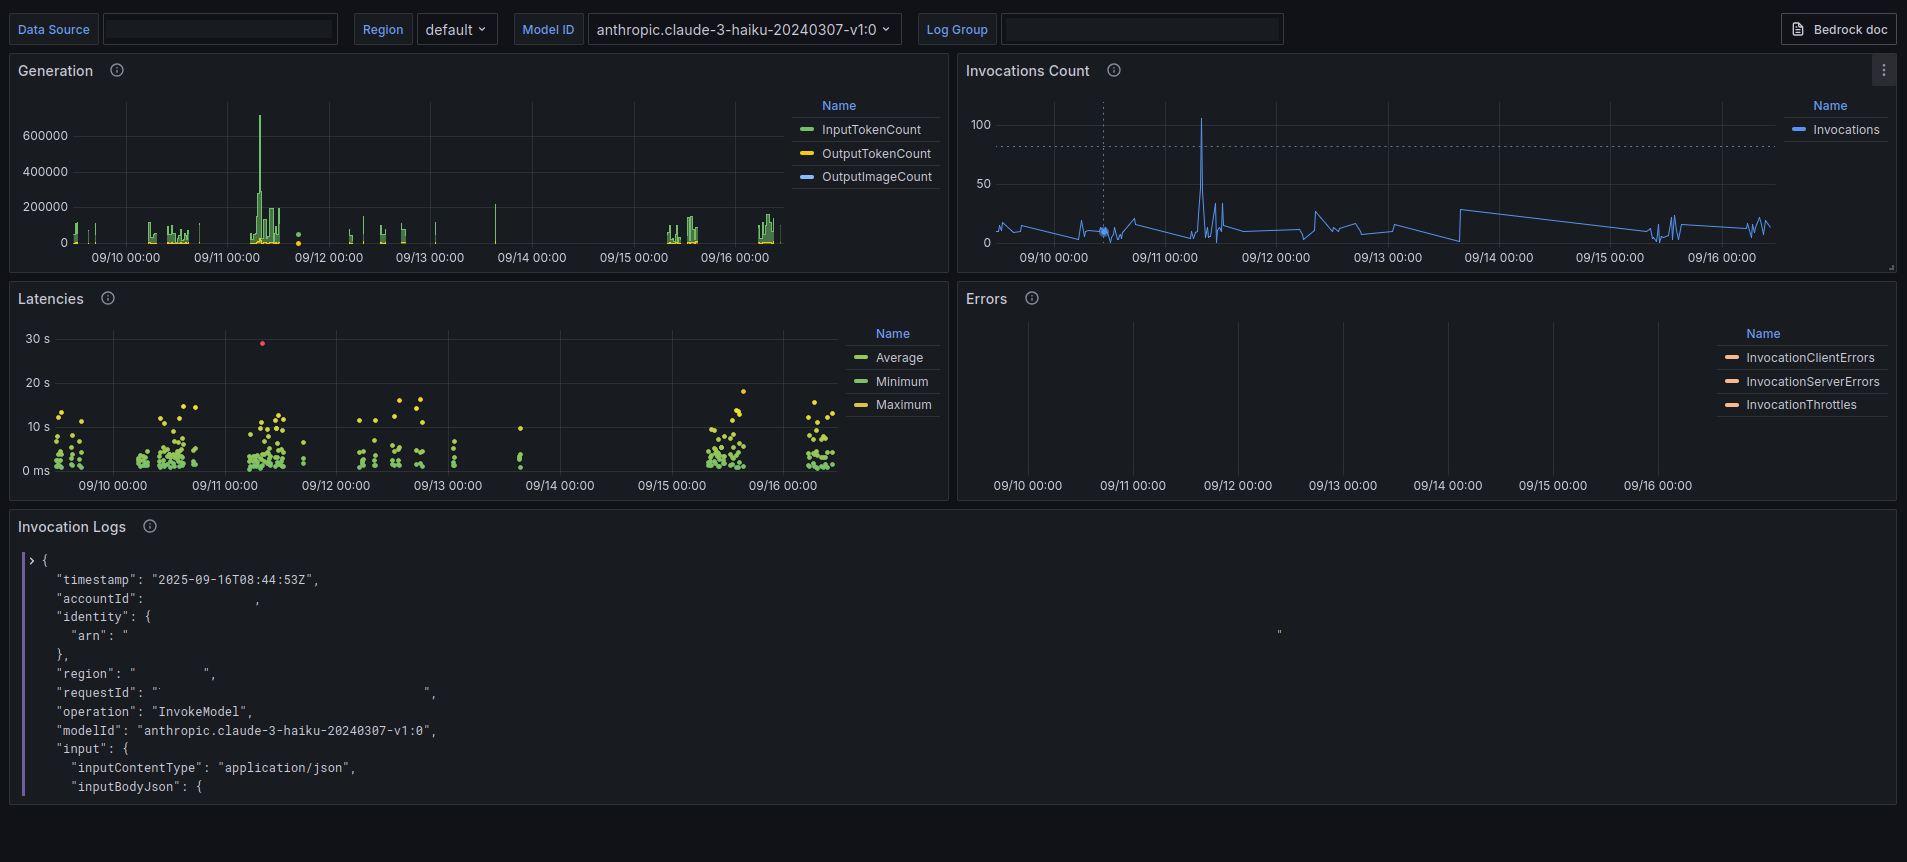 Data Source
Region default
Model ID anthropic.claude-3-haiku-20240307-v1:0
Log Group
Bedrock doc
Generation
600000
400000
200000
0
09/10 00:00 09/11 00:00 09/12 00:00 09/13 00:00 09/14 00:00 09/15 00:00 09/16 00:00
Name
InputTokenCount
OutputTokenCount
OutputImageCount
Invocations Count
100
50
0
09/10 00:00 09/11 00:00 09/12 00:00 09/13 00:00 09/14 00:00 09/15 00:00 09/16 00:00
Name
Invocations
Latencies
30 s
20 s
10 s
0 ms
09/10 00:00 09/11 00:00 09/12 00:00 09/13 00:00 09/14 00:00 09/15 00:00 09/16 00:00
Name
Average
Minimum
Maximum
Errors
09/10 00:00 09/11 00:00 09/12 00:00 09/13 00:00 09/14 00:00 09/15 00:00 09/16 00:00
Name
InvocationClientErrors
InvocationServerErrors
InvocationThrottles
Invocation Logs
{
"timestamp": "2025-09-16T08:44:53Z",
"accountId": ,
"identity": {
"arn": " "
},
"region": " ",
"requestId": " ",
"operation": "InvokeModel",
"modelId": "anthropic.claude-3-haiku-20240307-v1:0",
"input": {
"inputContentType": "application/json",
"inputBodyJson": {